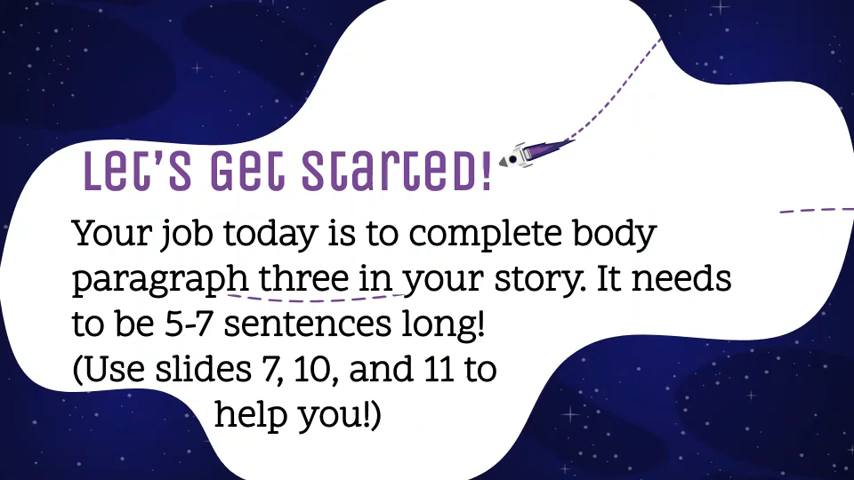 Let's Get Started!
Your job today is to complete body
paragraph three in your story. It needs
to be 5-7 sentences long!
(Use slides 7, 10, and 11 to
help you!)